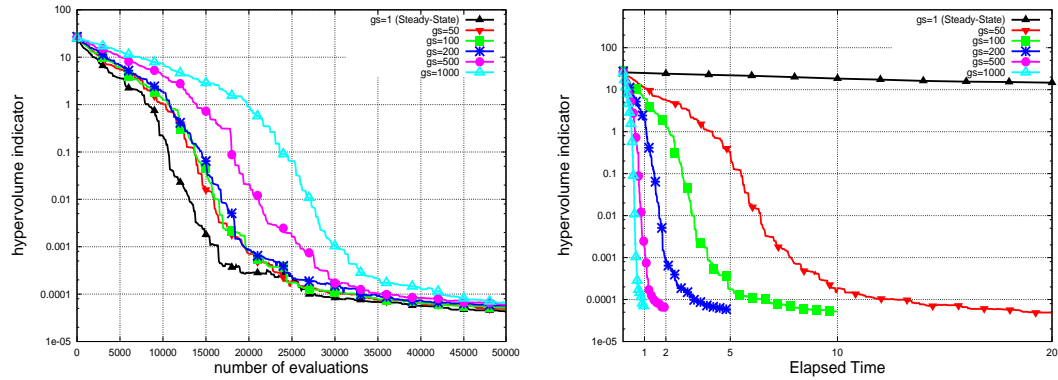 hypervolume indicator
100
10
1
0.1
0.01
0.001
0.0001
1e-05
0 5000 10000 15000 20000 25000 30000 35000 40000 45000 50000
number of evaluations
gs=1 (Steady-State)
gs=50
gs=100
gs=200
gs=500
gs=1000
hypervolume indicator
100
10
1
0.1
0.01
0.001
0.0001
1e-05
1 2 5 10 20
Elapsed Time
gs=1 (Steady-State)
gs=50
gs=100
gs=200
gs=500
gs=1000